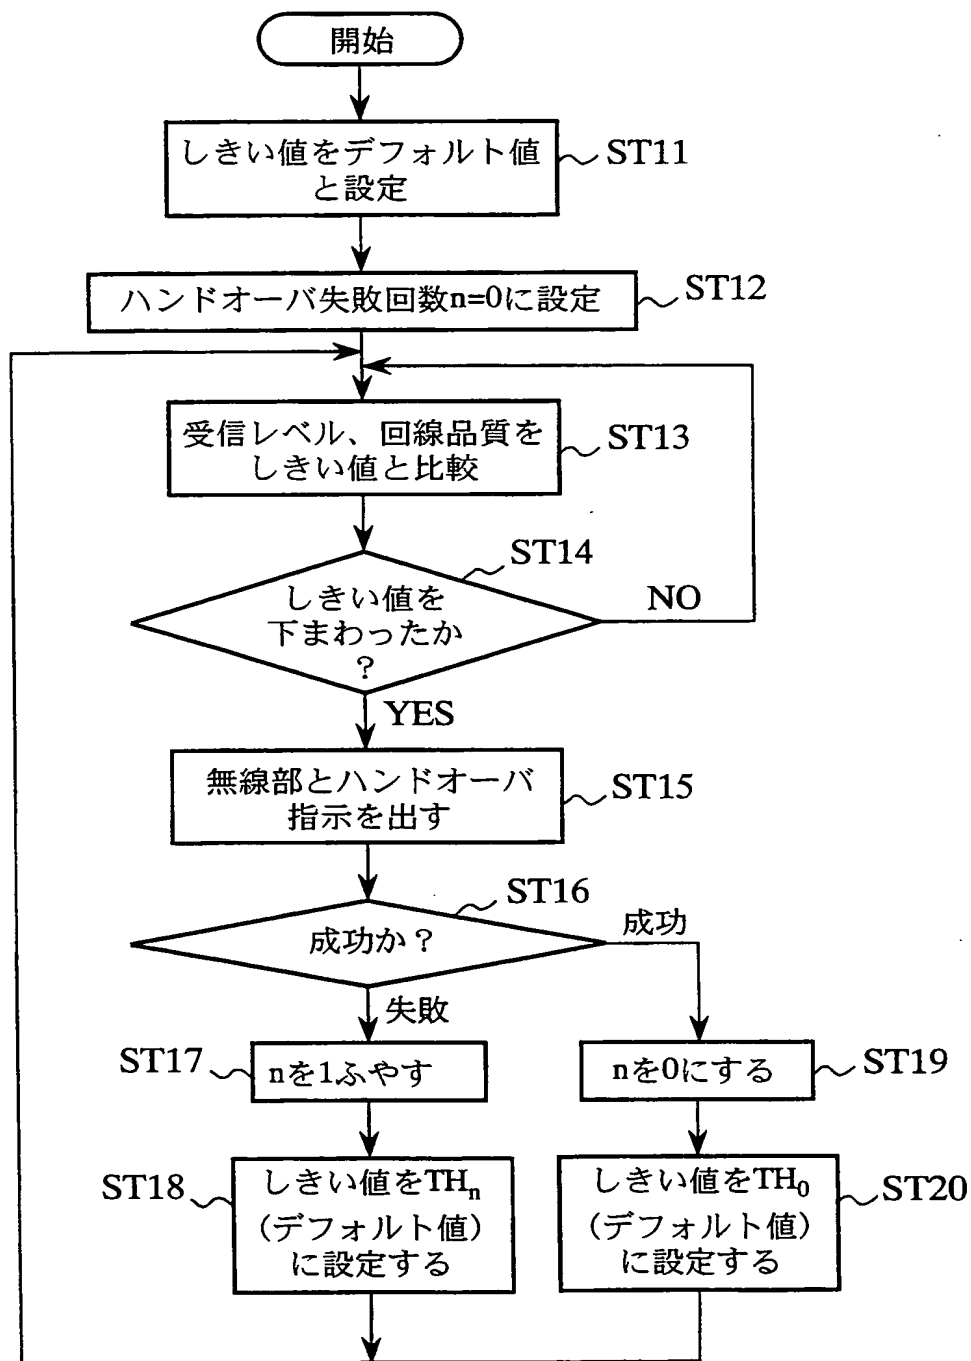 開始
しきい値をデフォルト値
と設定
ST11
ハンドオーバ失敗回数n=0に設定
ST12
受信レベル、回線品質を
しきい値と比較
ST13
ST14
しきい値を
下まわったか
?
NO
YES
無線部とハンドオーバ
指示を出す
ST15
ST16
成功か?
成功
失敗
ST17
nを1ふやす
nを0にする
ST19
ST18
しきい値をTHn
(デフォルト値)
に設定する
しきい値をTH0
(デフォルト値)
に設定する
ST20